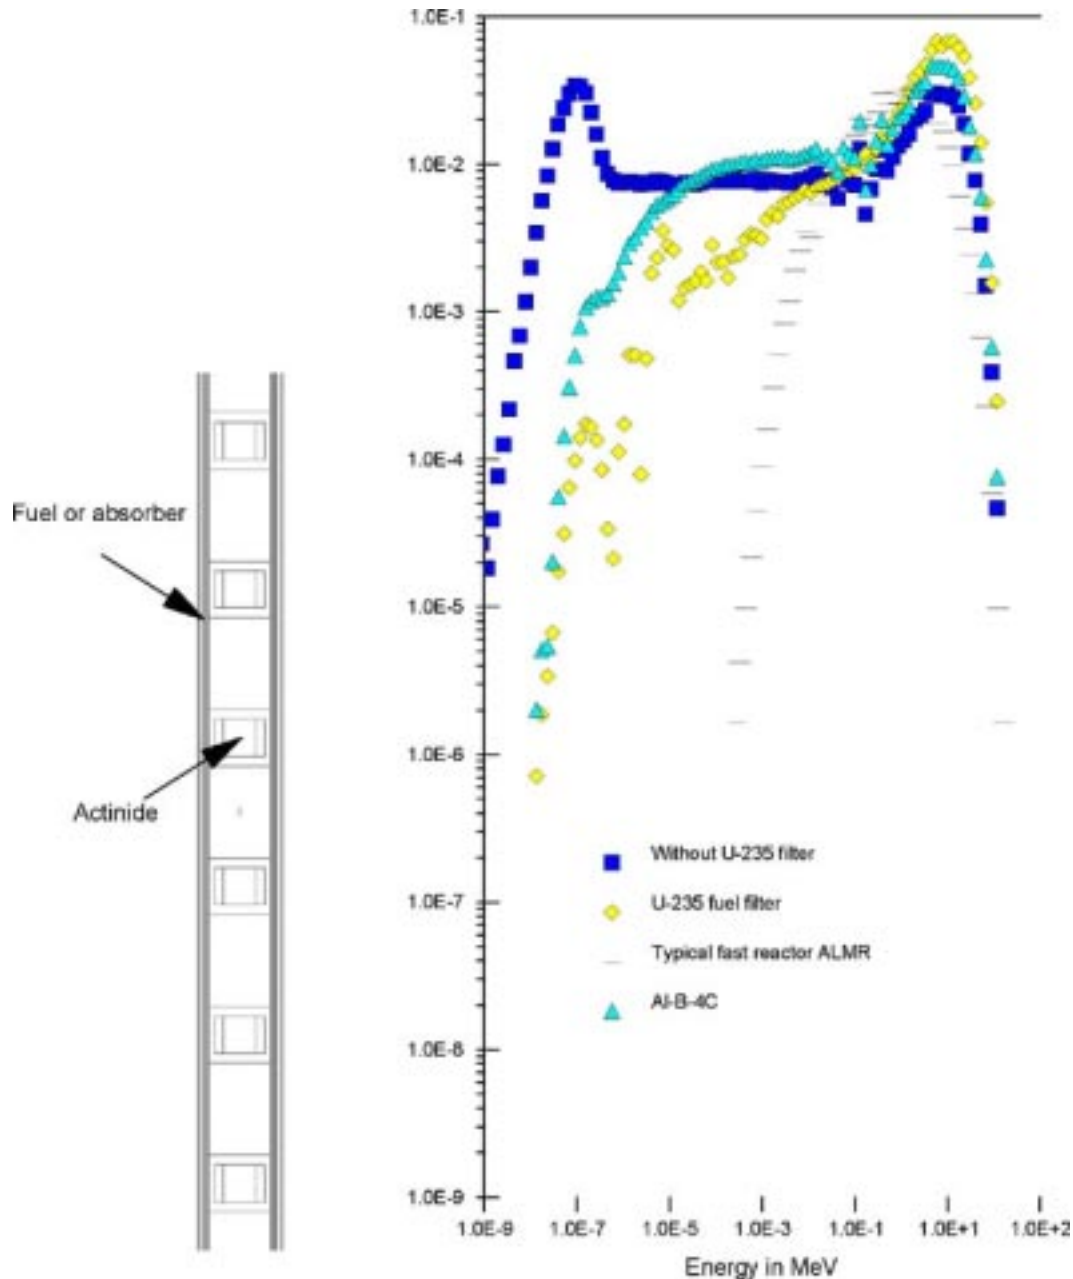 Fuel or absorber
Actinide
1.0E-1
1.0E-2
1.0E-3
1.0E-4
1.0E-5
1.0E-6
1.0E-7
1.0E-8
1.0E-9
Without U-235 filter
U-235 fuel filter
Typical fast reactor ALMR
Al-B-4C
1.0E-9 1.0E-7 1.0E-5 1.0E-3 1.0E-1 1.0E+1 1.0E+2
Energy in MeV